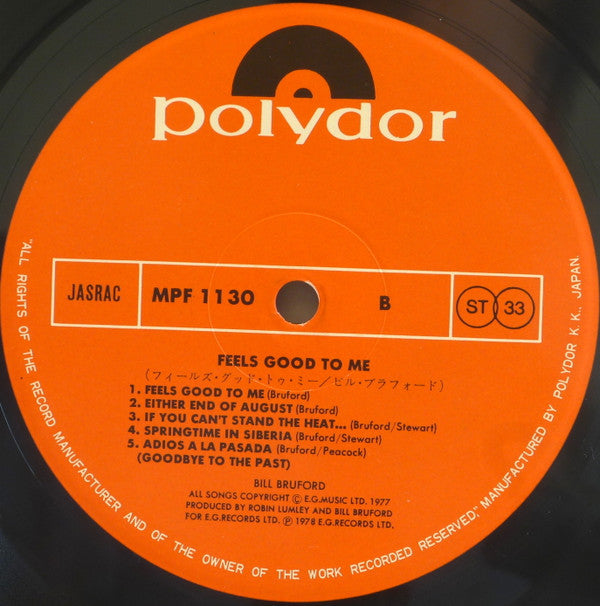 polydor
JASRAC
MPF 1130
B
ST 33
FEELS GOOD TO ME
(フィールズ・グッド・トゥ・ミー/ビル・ブラフォード)
1. FEELS GOOD TO ME (Bruford)
2. EITHER END OF AUGUST (Bruford)
3. IF YOU CAN'T STAND THE HEAT... (Bruford/Stewart)
4. SPRINGTIME IN SIBERIA (Bruford/Stewart)
5. ADIOS A LA PASADA (Bruford/Peacock)
(GOODBYE TO THE PAST)
BILL BRUFORD
ALL SONGS COPYRIGHT Ⓒ E.G.MUSIC LTD. 1977
PRODUCED BY ROBIN LUMLEY AND BILL BRUFORD
FOR E.G.RECORDS LTD. Ⓟ 1978 E.G.RECORDS LTD.
"ALL RIGHTS OF THE RECORD MANUFACTURER AND OF THE OWNER OF THE WORK RECORDED RESERVED" MANUFACTURED BY POLYDOR K.K., JAPAN.